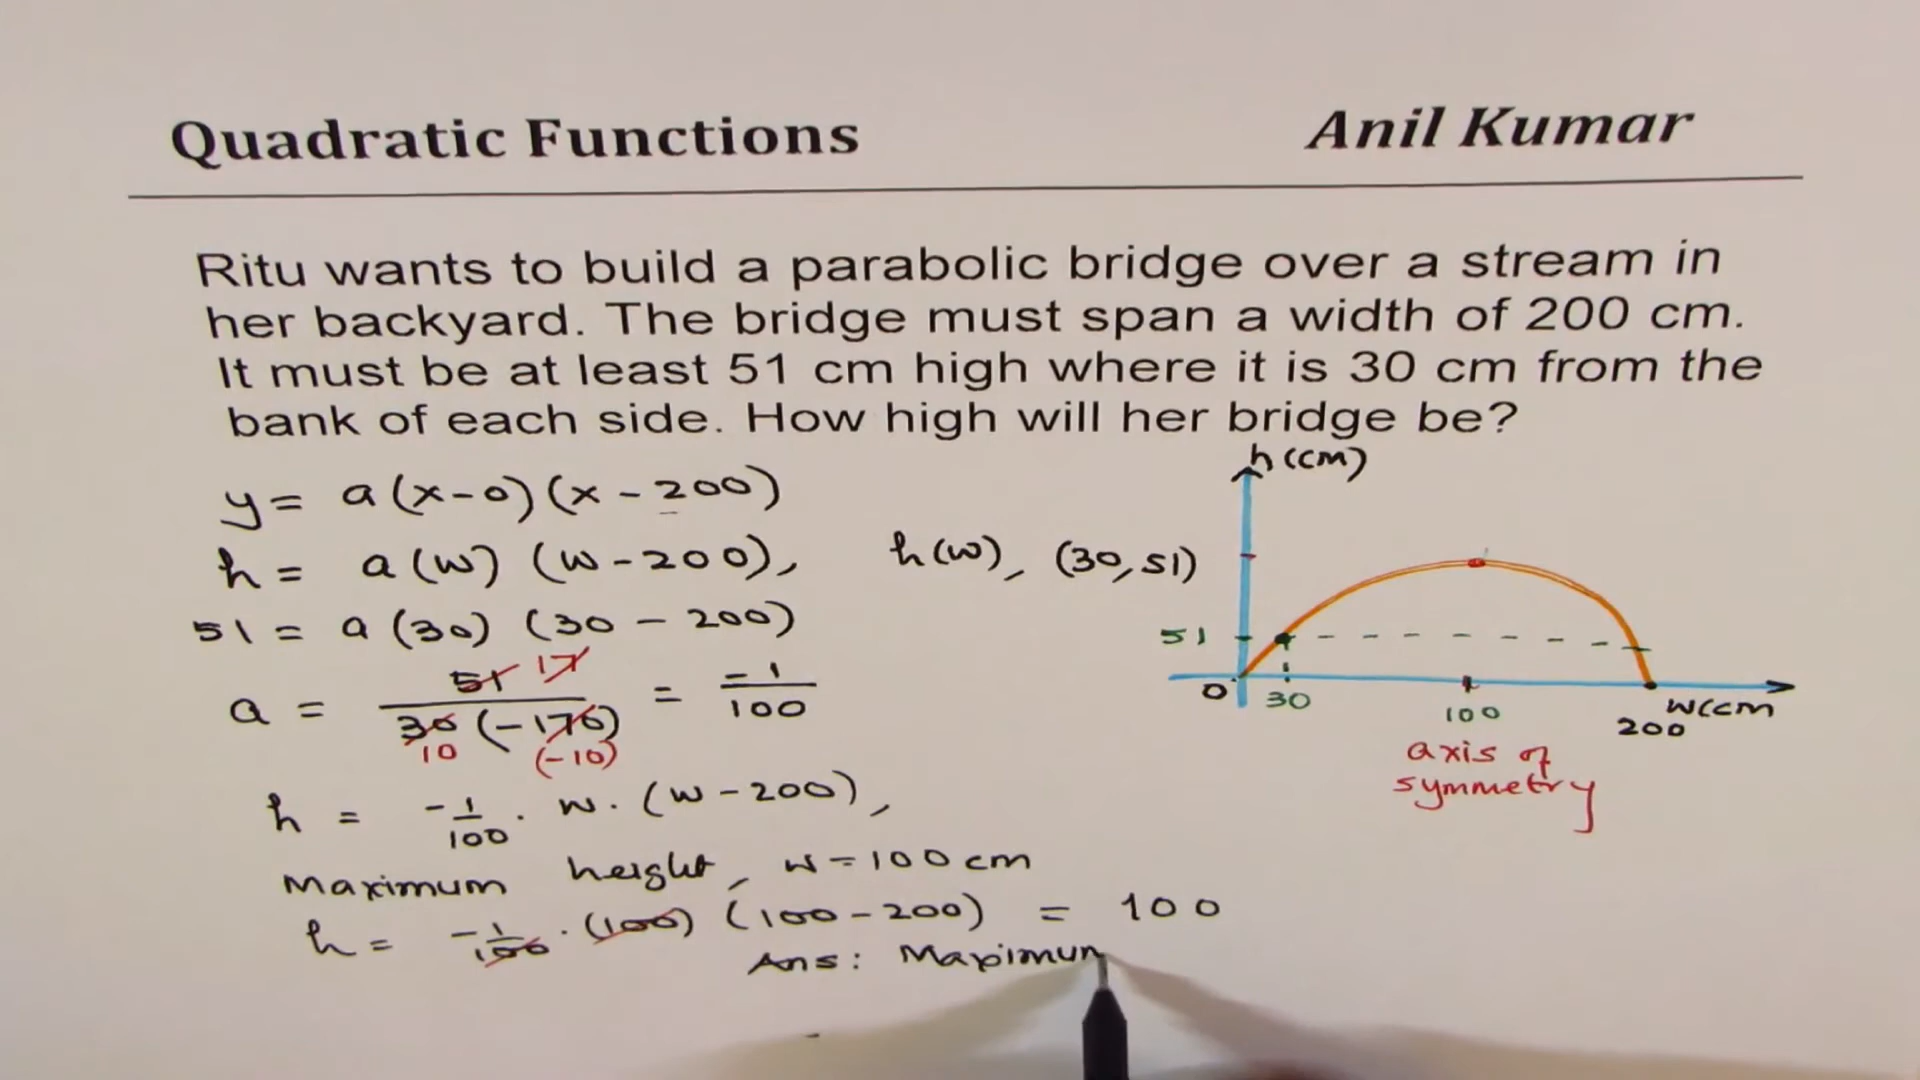 Quadratic Functions Anil Kumar
Ritu wants to build a parabolic bridge over a stream in
her backyard. The bridge must span a width of 200 cm.
It must be at least 51 cm high where it is 30 cm from the
bank of each side. How high will her bridge be?
y = a(x-0)(x-200)
h = a(w) (w-200), h(w), (30,51)
51 = a(30) (30 - 200)
a = 51 17 / 30 (-170) 10 (-10) = -1/100
h = -1/100 . w. (w-200),
Maximum height, w = 100 cm
h = -1/100 . (100) (100-200) = 100
Ans: Maximum
h (cm)
51
0 30 100 200 w(cm
axis of
symmetry